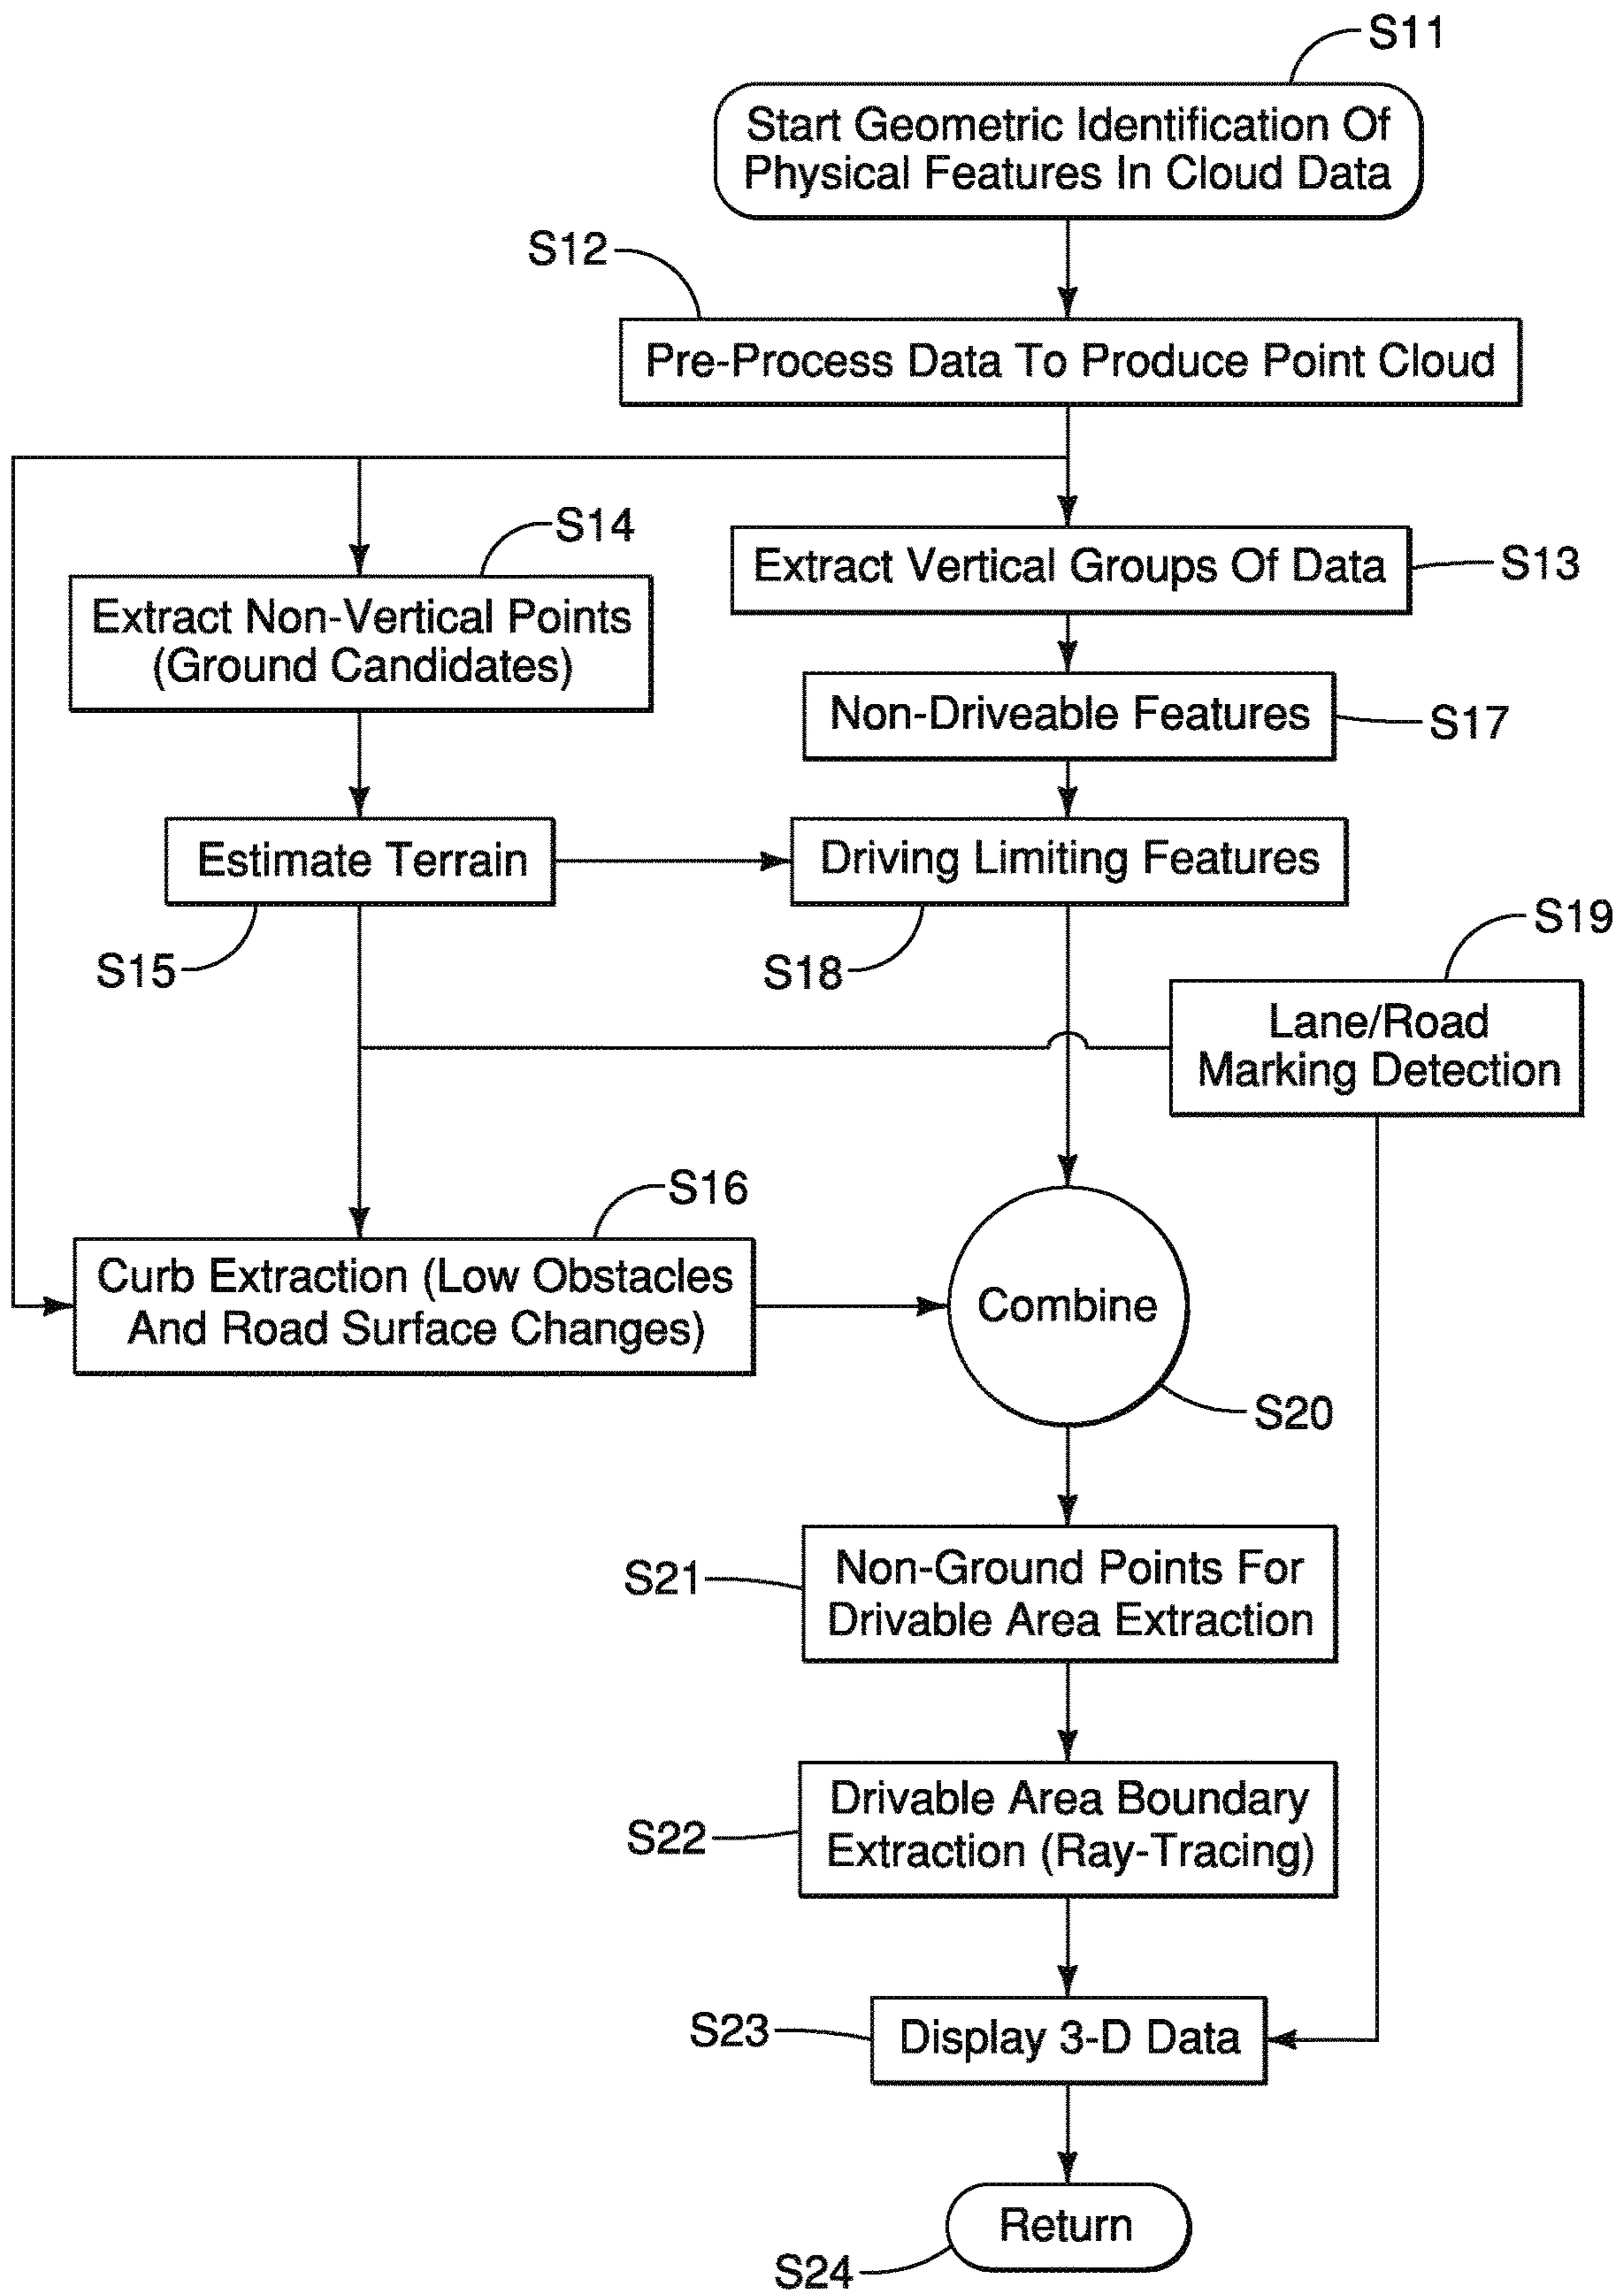 S11
Start Geometric Identification Of
Physical Features In Cloud Data
S12
Pre-Process Data To Produce Point Cloud
S14
Extract Non-Vertical Points
(Ground Candidates)
Extract Vertical Groups Of Data
S13
Non-Driveable Features
S17
Estimate Terrain
S15
Driving Limiting Features
S18
S19
Lane/Road
Marking Detection
S16
Curb Extraction (Low Obstacles
And Road Surface Changes)
Combine
S20
S21
Non-Ground Points For
Drivable Area Extraction
S22
Drivable Area Boundary
Extraction (Ray-Tracing)
S23
Display 3-D Data
Return
S24